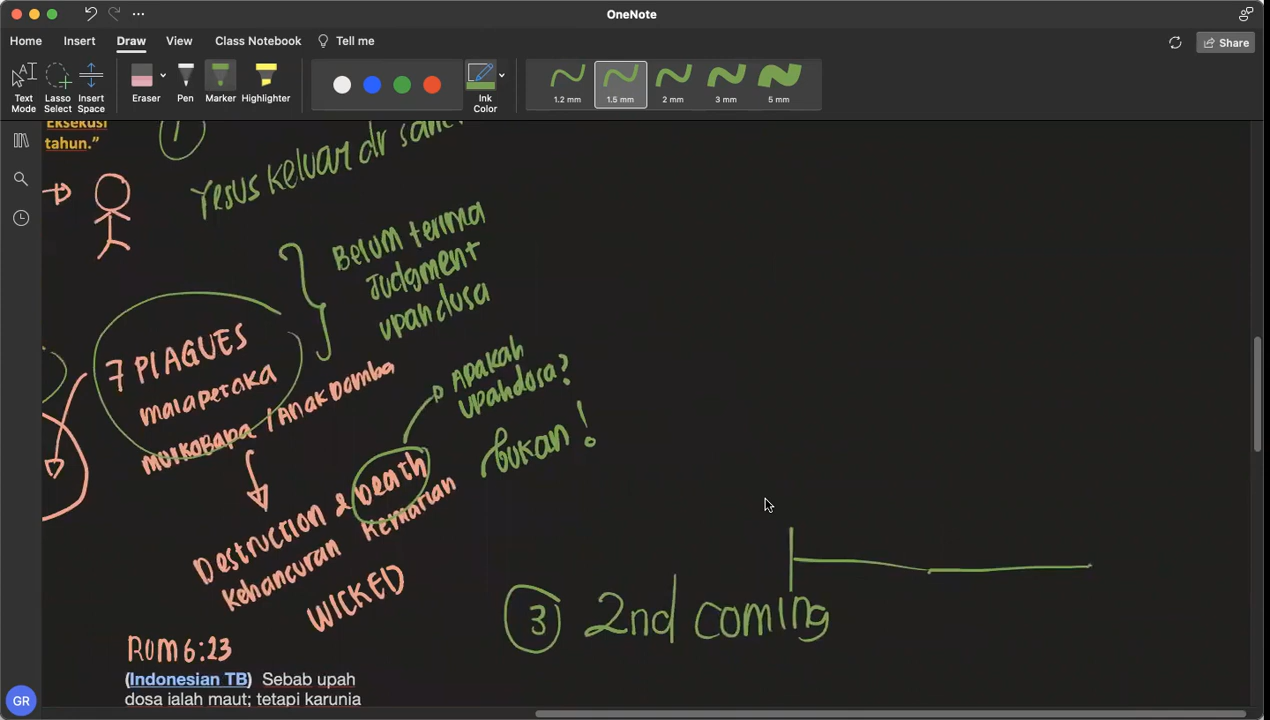 OneNote
Home Insert Draw View Class Notebook Tell me
Share
Text Mode
Lasso Select
Insert Space
Eraser
Pen
Marker
Highlighter
Ink Color
1.2 mm
1.5 mm
2 mm
3 mm
5 mm
Eksekusi
tahun.”
1
Yesus keluar dr
Belum terima
Judgment
upah dosa
7 PLAGUES
malapetaka
murkaBapa / Anak Domba
Apakah
upah dosa?
bukan!
Destruction & Death
Kehancuran Kematian
WICKED
3 2nd coming
ROM 6:23
(Indonesian TB) Sebab upah
dosa ialah maut; tetapi karunia
GR